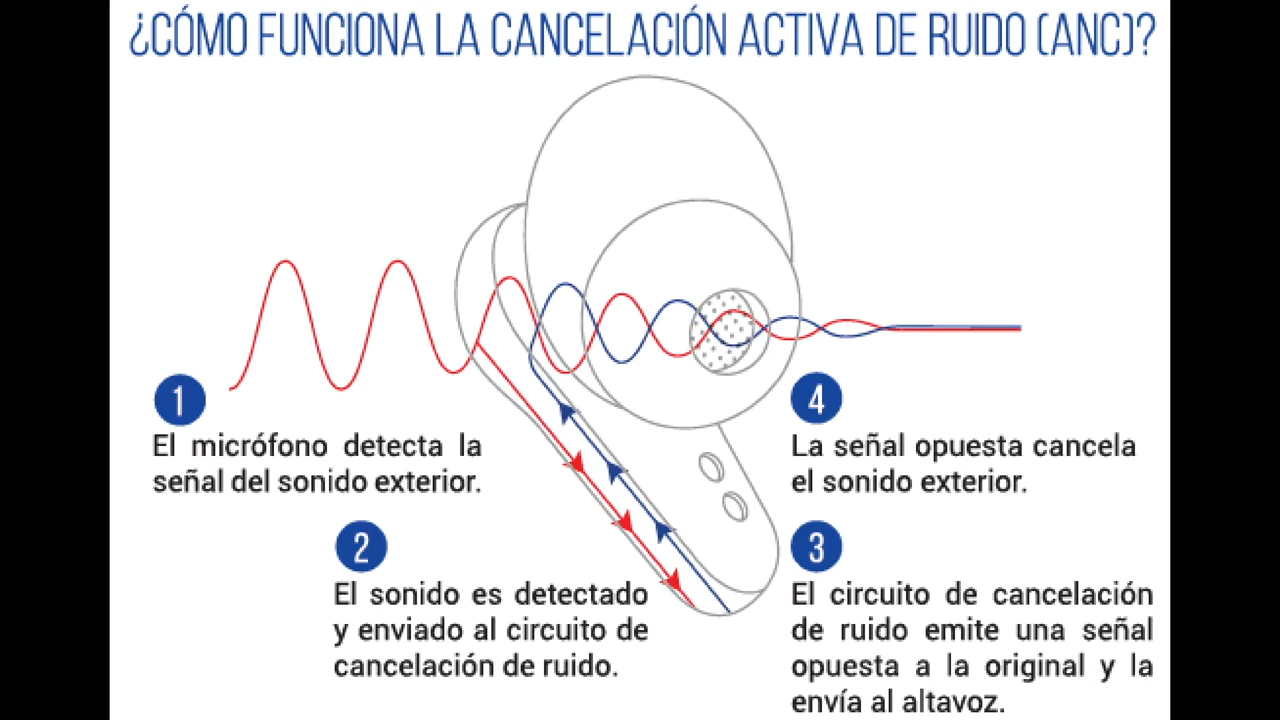 ¿CÓMO FUNCIONA LA CANCELACIÓN ACTIVA DE RUIDO (ANC)?
1
El micrófono detecta la
señal del sonido exterior.
2
El sonido es detectado
y enviado al circuito de
cancelación de ruido.
3
El circuito de cancelación
de ruido emite una señal
opuesta a la original y la
envía al altavoz.
4
La señal opuesta cancela
el sonido exterior.